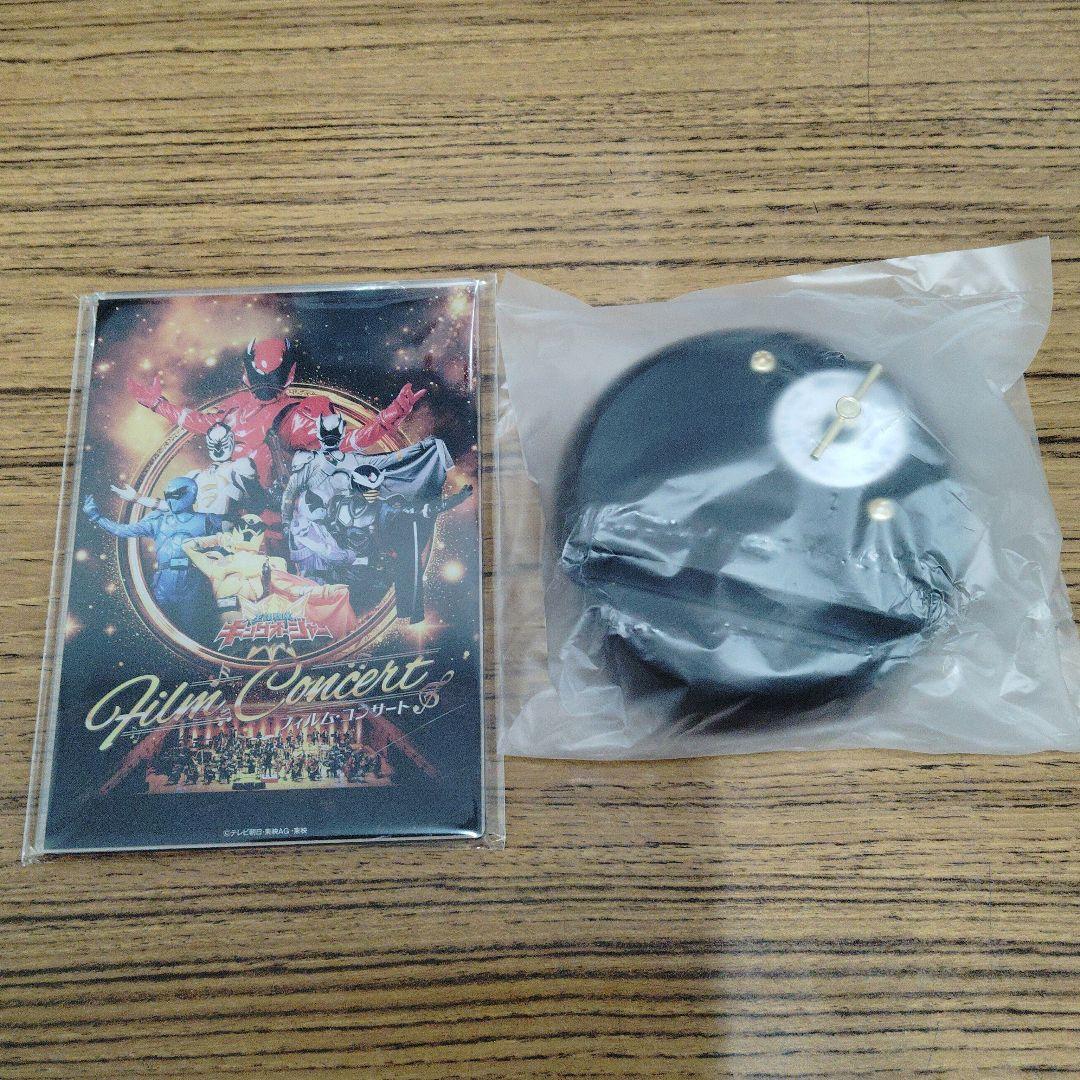 王様戦隊
キングオージャー
Film Concert
フィルム・コンサート
©テレビ朝日・東映AG・東映